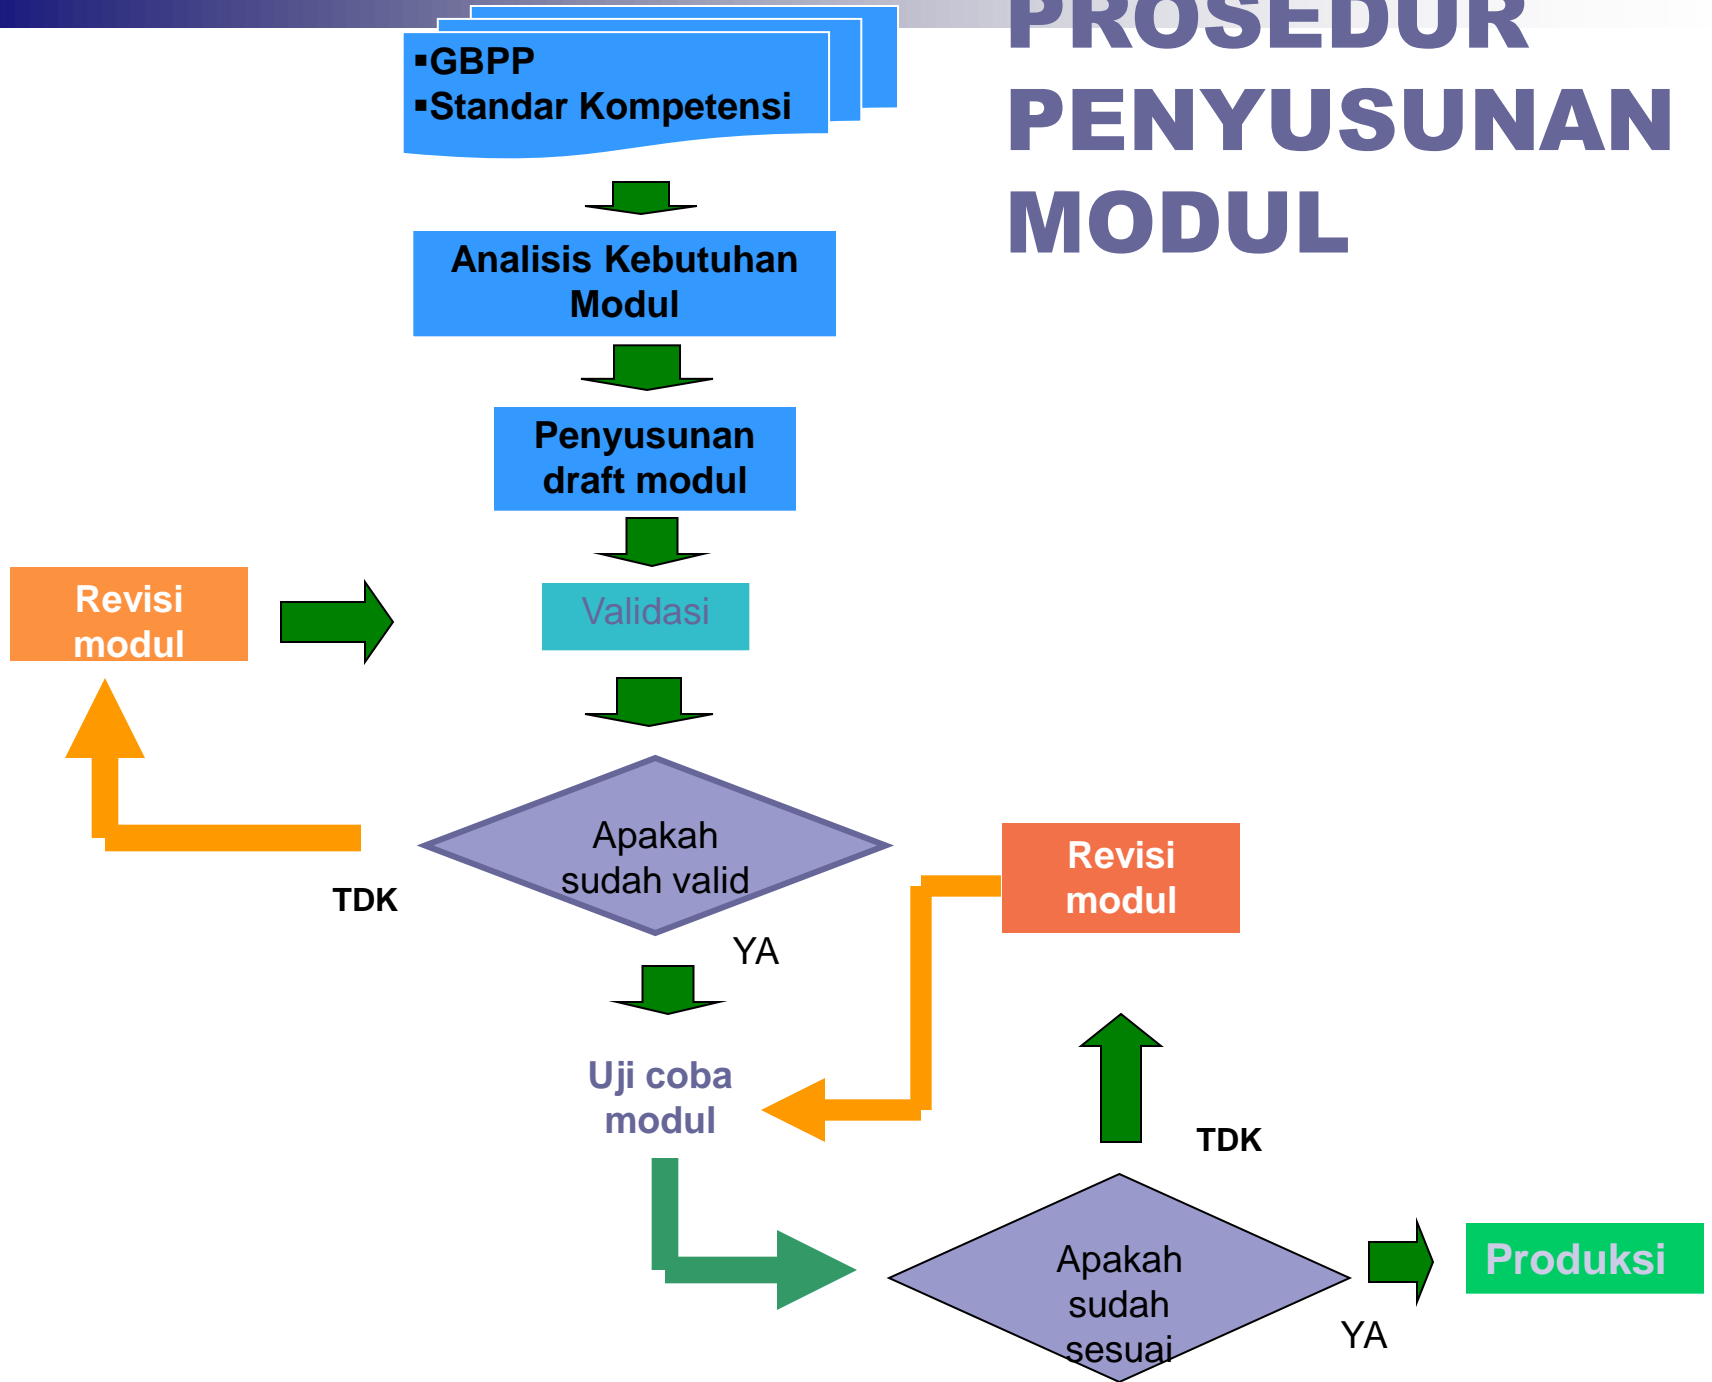 PROSEDUR
PENYUSUNAN
MODUL
▪GBPP
▪Standar Kompetensi
Analisis Kebutuhan
Modul
Penyusunan
draft modul
Revisi
modul
Validasi
Apakah
sudah valid
TDK
YA
Revisi
modul
Uji coba
modul
TDK
Apakah
sudah
sesuai
YA
Produksi